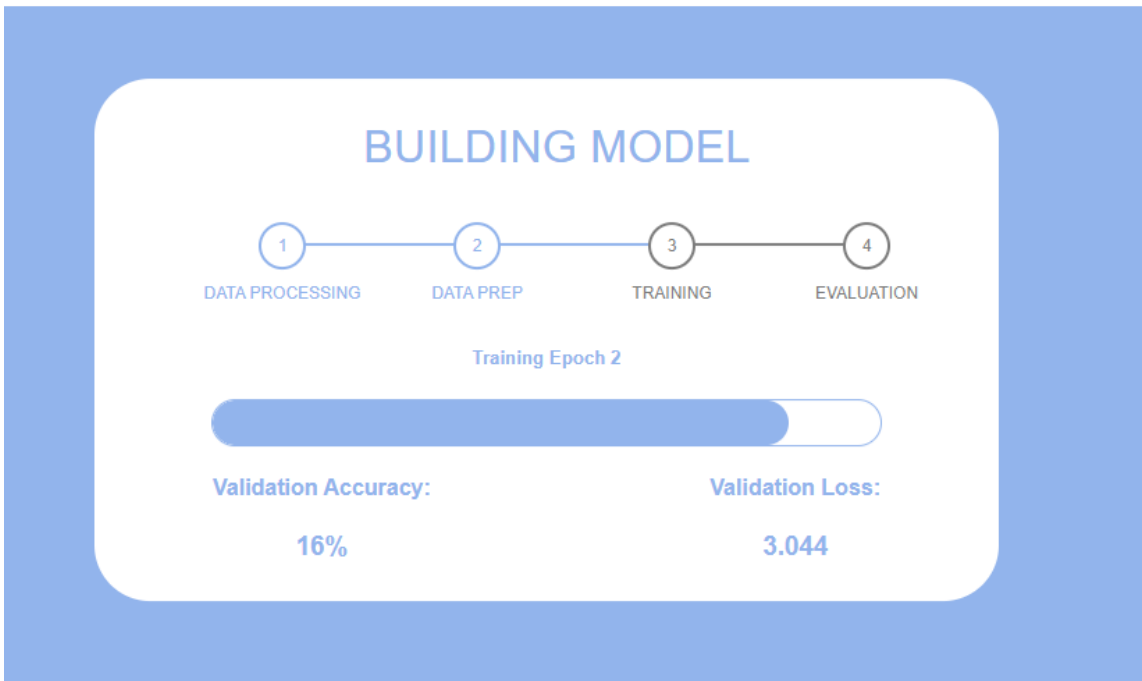 BUILDING MODEL
1 2 3 4
DATA PROCESSING DATA PREP TRAINING EVALUATION
Training Epoch 2
Validation Accuracy: Validation Loss:
16% 3.044